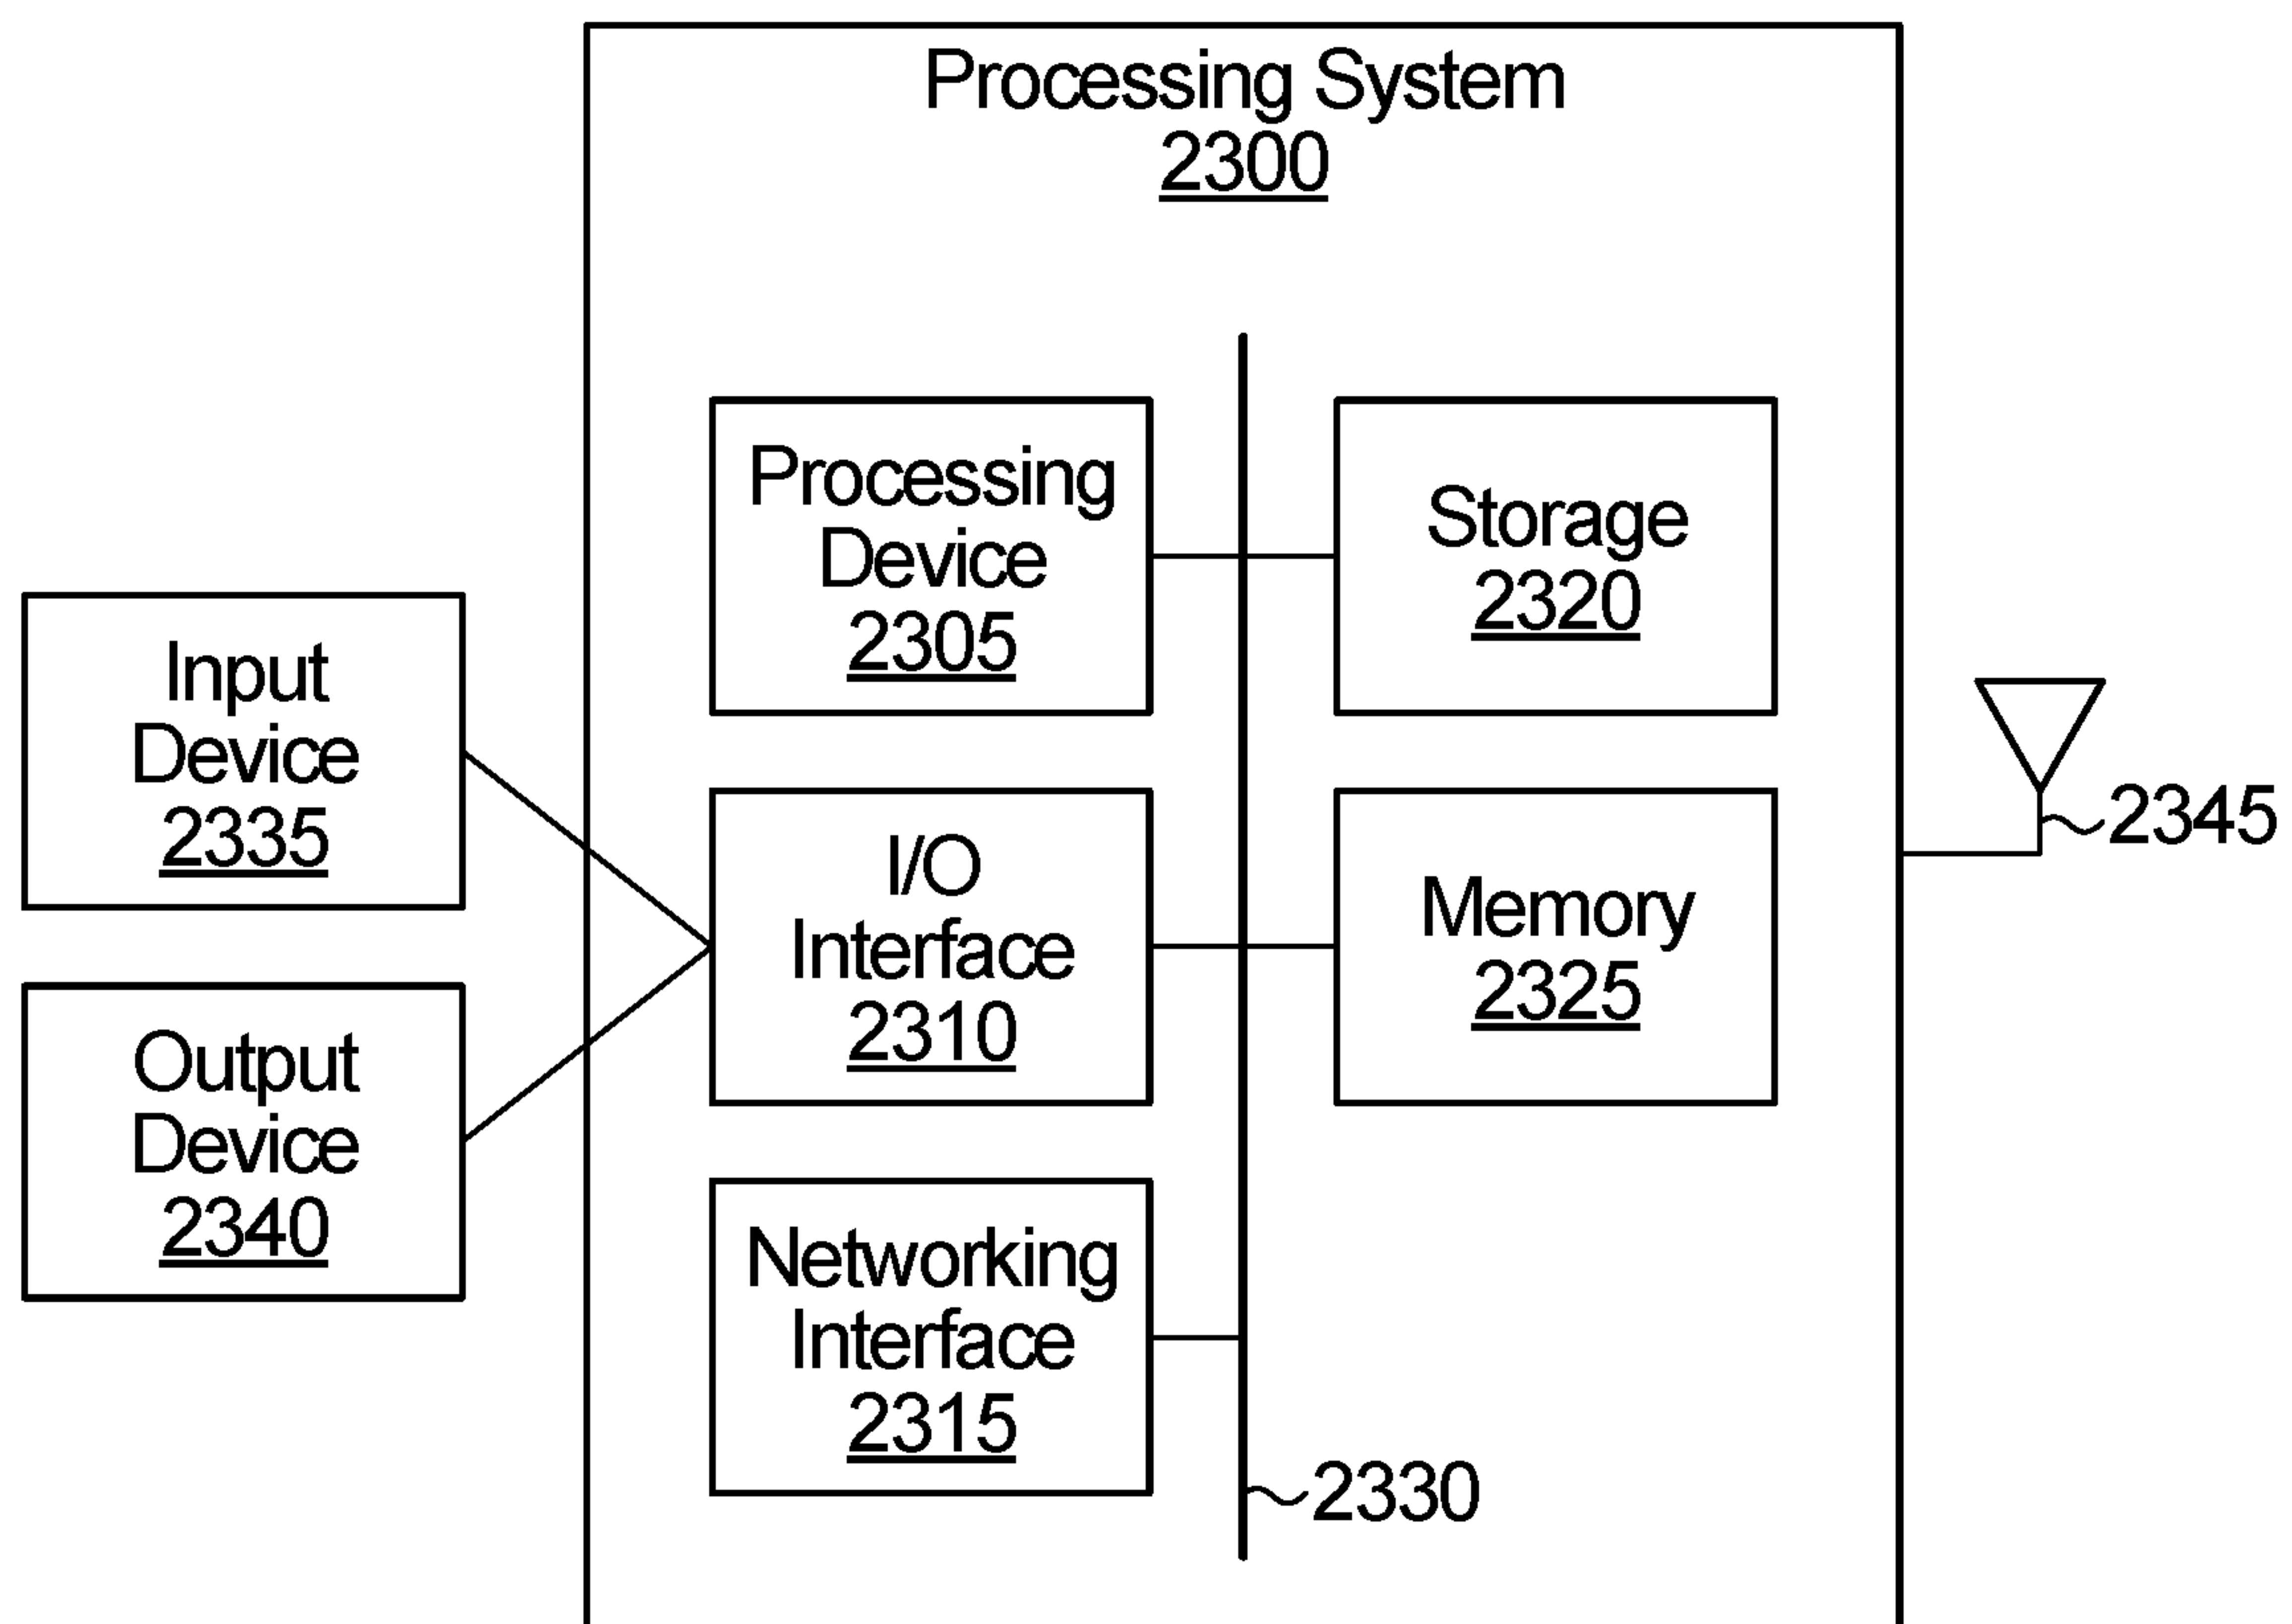 Processing System
2300
Processing
Device
2305
Storage
2320
Input
Device
2335
I/O
Interface
2310
Memory
2325
2345
Output
Device
2340
Networking
Interface
2315
2330